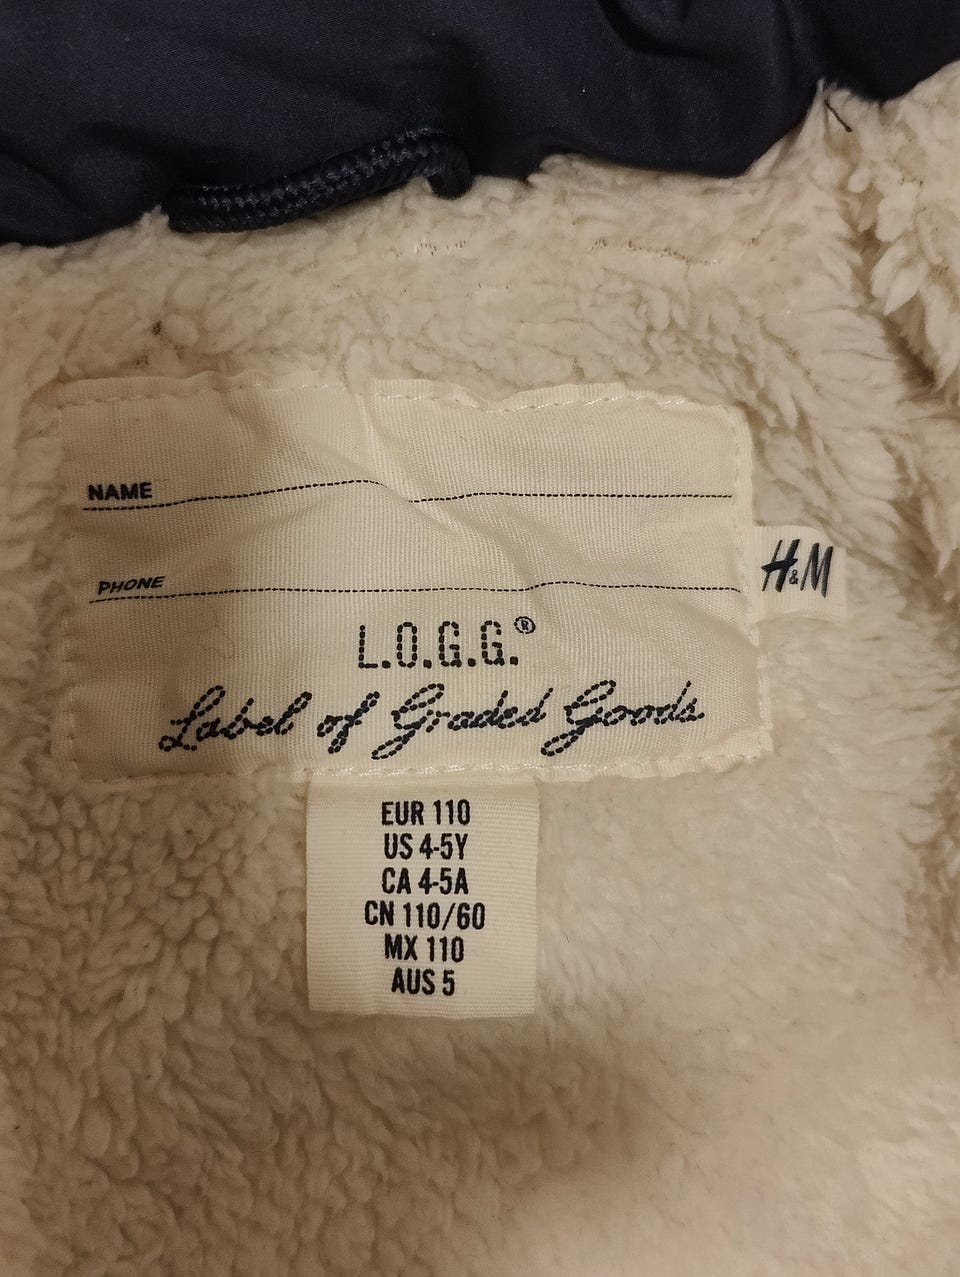 NAME
PHONE
H&M
L.O.G.G.®
Label of Graded Goods
EUR 110
US 4-5Y
CA 4-5A
CN 110/60
MX 110
AUS 5